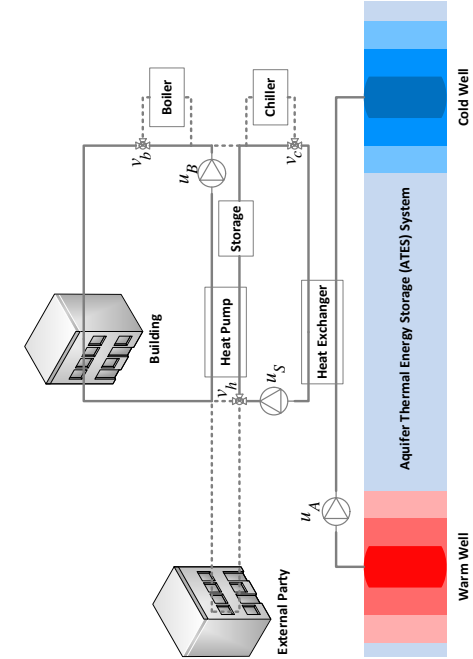 Boiler
Chiller
v_b
u_B
v_c
Storage
Building
Heat Pump
v_h
u_S
Heat Exchanger
u_A
External Party
Warm Well
Aquifer Thermal Energy Storage (ATES) System
Cold Well